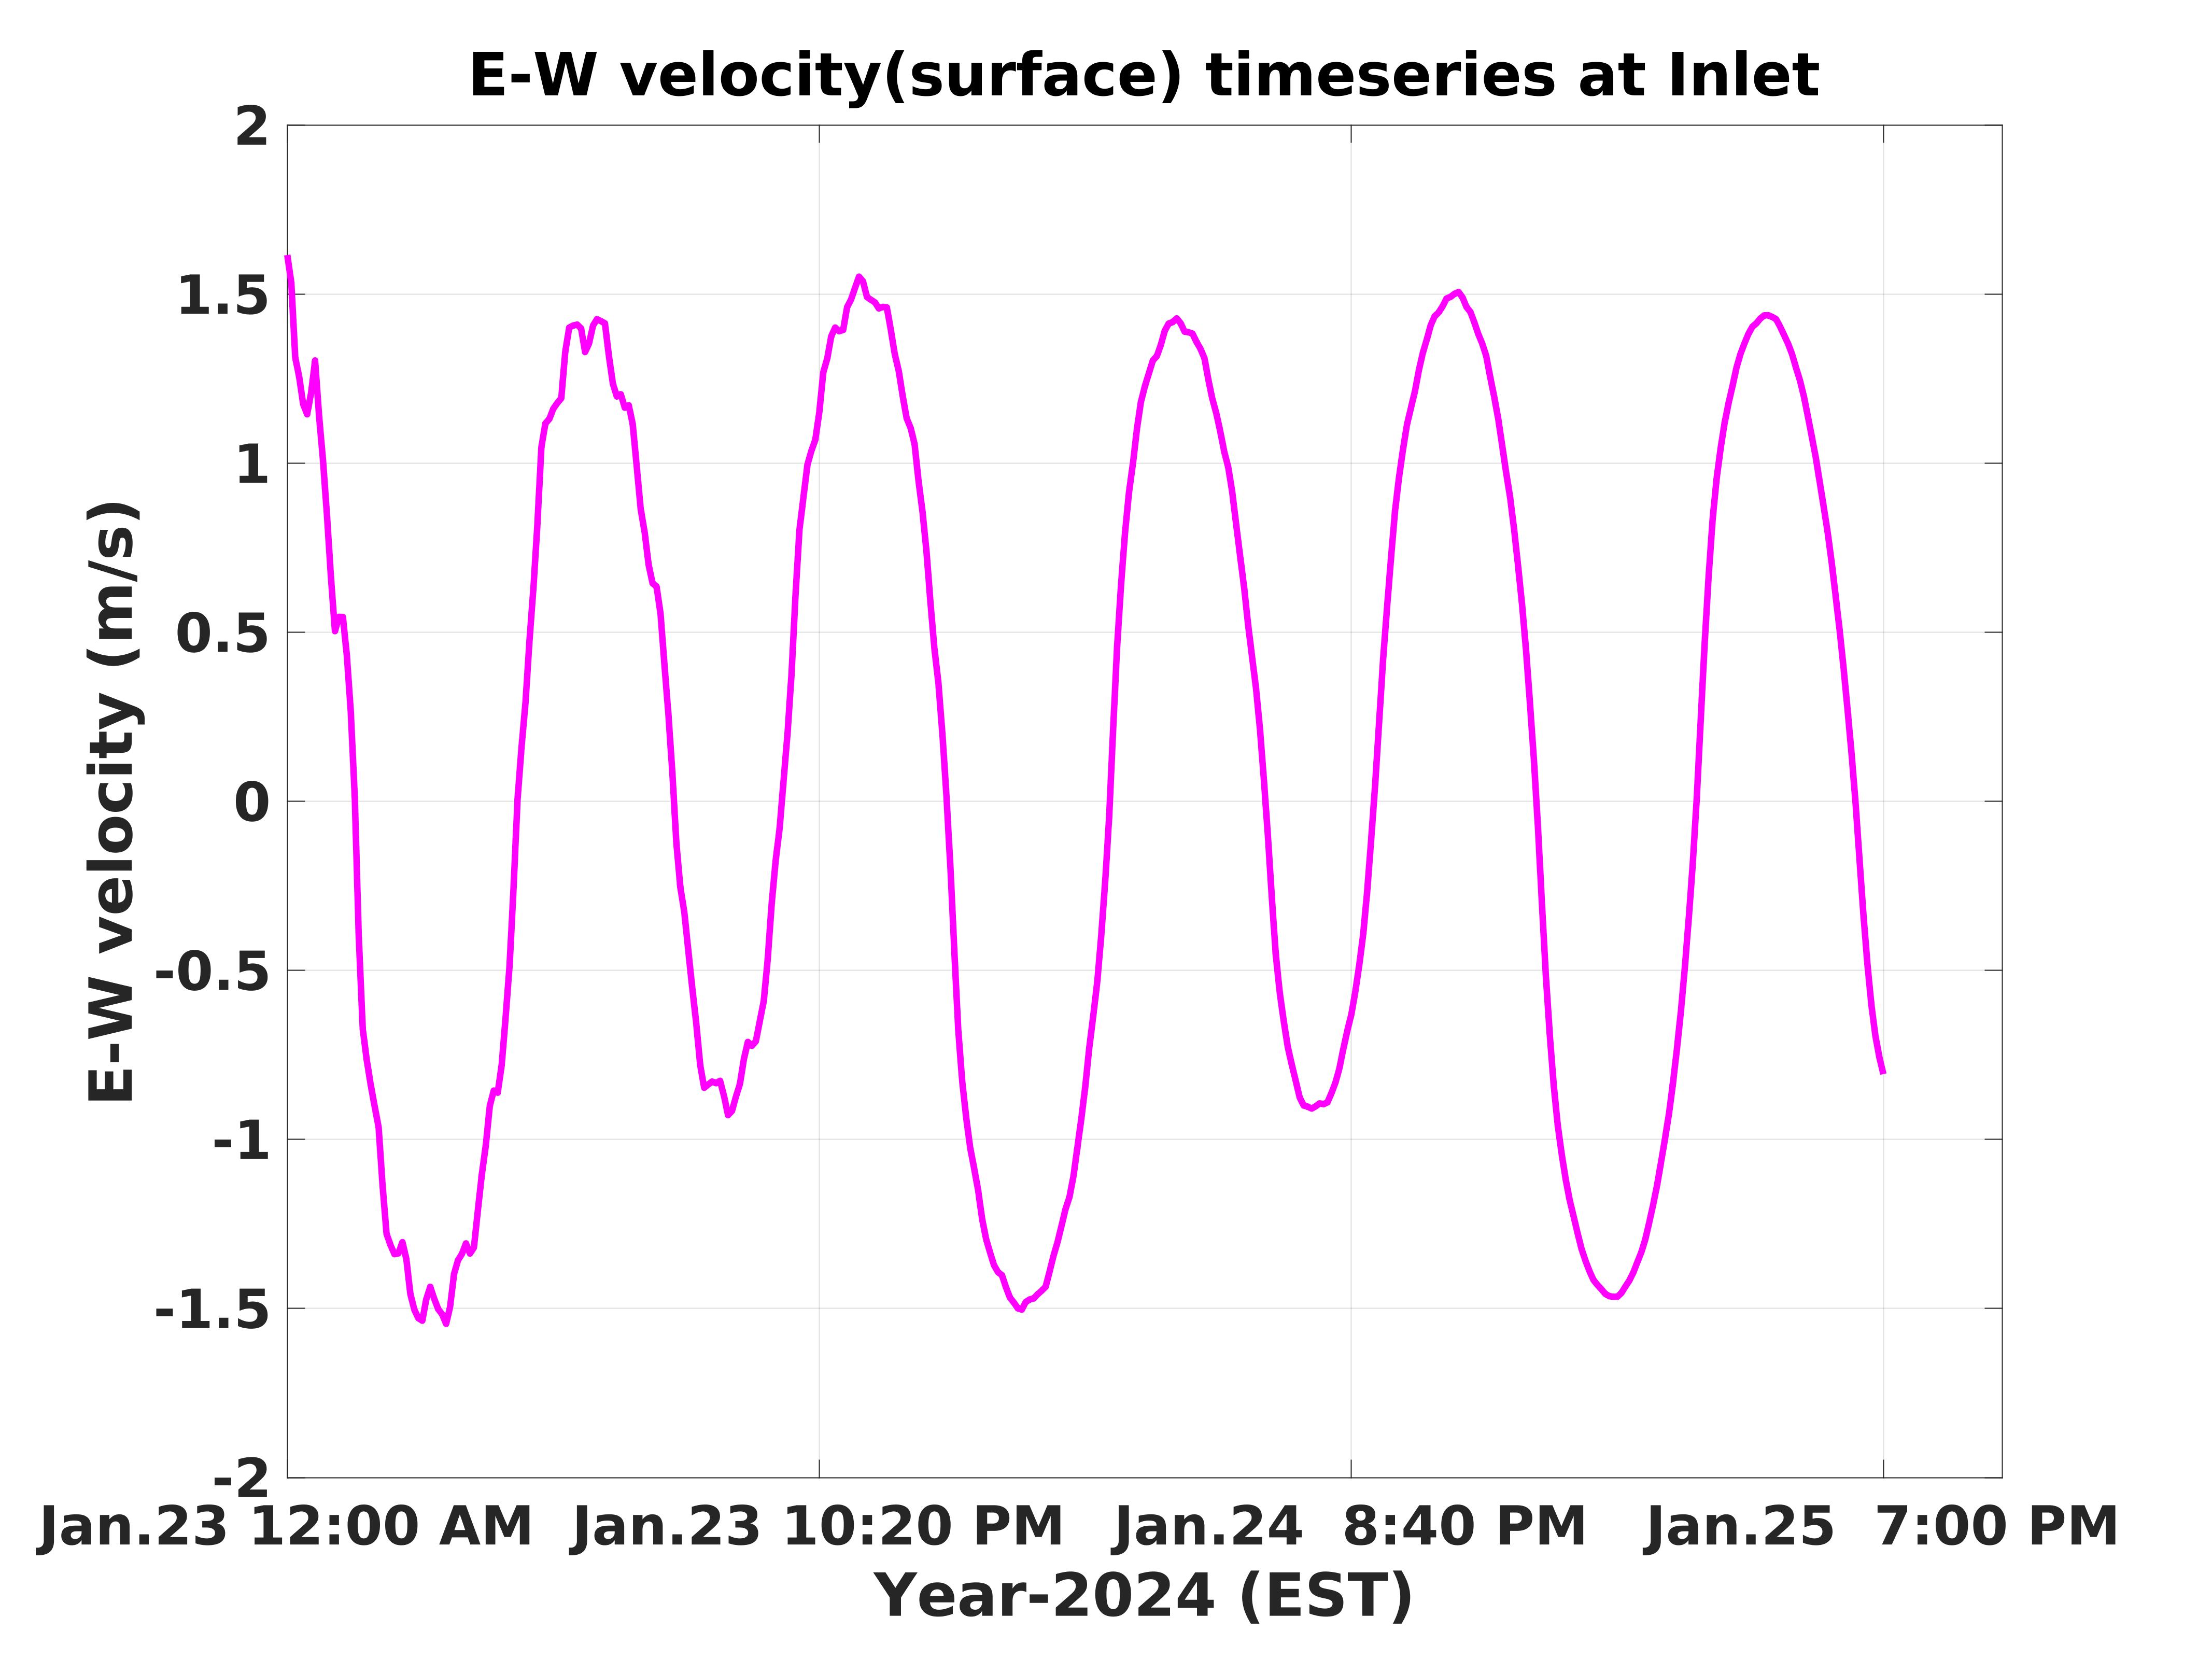 E-W velocity(surface) timeseries at Inlet
E-W velocity (m/s)
2
1.5
1
0.5
0
-0.5
-1
-1.5
-2
Jan.23 12:00 AM Jan.23 10:20 PM Jan.24 8:40 PM Jan.25 7:00 PM
Year-2024 (EST)